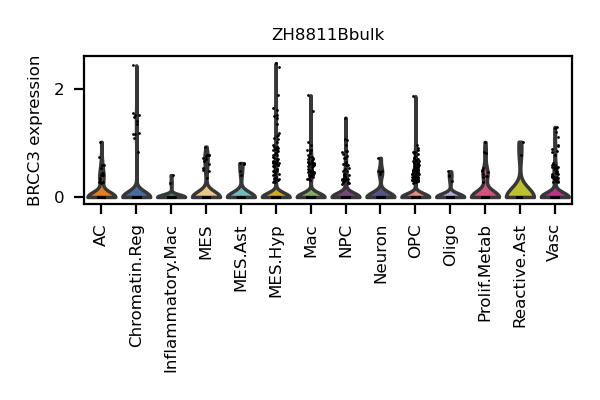 ZH8811Bbulk
BRCC3 expression
2
0
AC
Chromatin.Reg
Inflammatory.Mac
MES
MES.Ast
MES.Hyp
Mac
NPC
Neuron
OPC
Oligo
Prolif.Metab
Reactive.Ast
Vasc